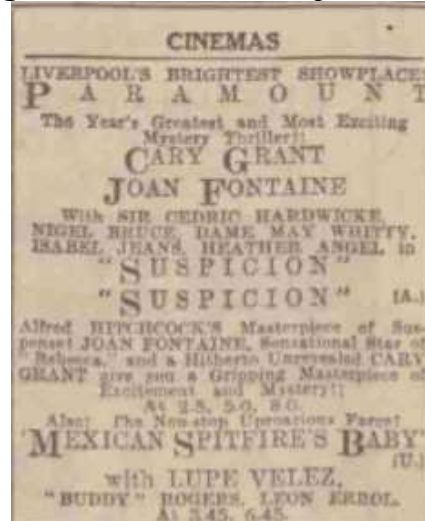 CINEMAS
LIVERPOOL'S BRIGHTEST SHOWPLACE!
PARAMOUNT
The Year's Greatest and Most Exciting
Mystery Thriller!!
CARY GRANT
JOAN FONTAINE
With SIR CEDRIC HARDWICKE,
NIGEL BRUCE, DAME MAY WHITTY,
ISABEL JEANS, HEATHER ANGEL in
"SUSPICION"
"SUSPICION" (A.)
Alfred HITCHCOCK'S Masterpiece of Sus-
pense! JOAN FONTAINE, Sensational Star of
"Rebecca," and a Hitherto Unrevealed CARY
GRANT give you a Gripping Masterpiece of
Excitement and Mystery!!
At 2.5, 5.0, 8.0.
Also! The Non-stop Uproarious Farce!
'MEXICAN SPITFIRE'S BABY'
(U.)
with LUPE VELEZ,
"BUDDY" ROGERS, LEON ERROL.
At 3.45, 6.45.